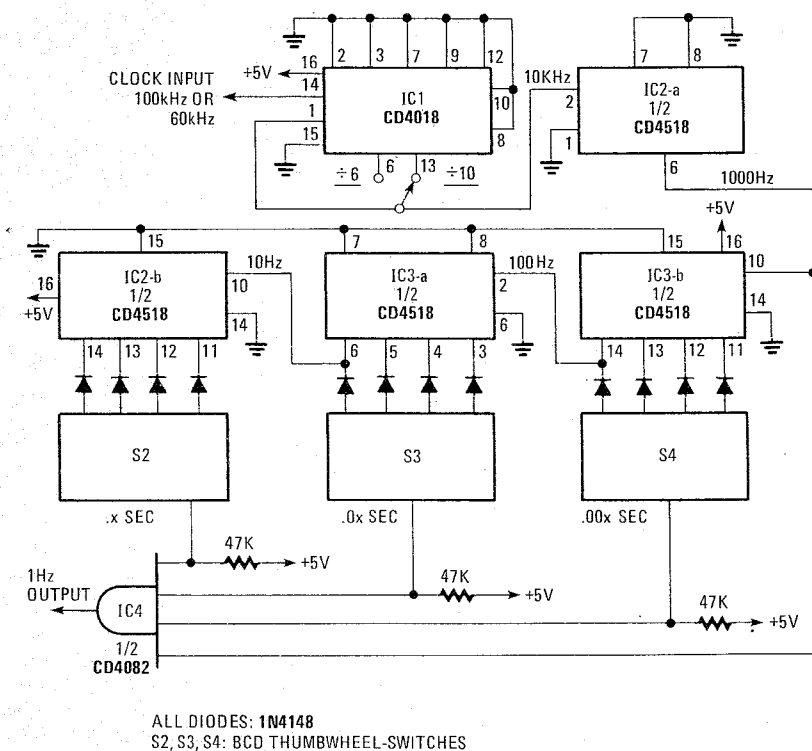 2 3 7 9 12
16 +5V
14
CLOCK INPUT
100kHz OR
60kHz
1
15
IC1
CD4018
10
8
6 13
÷6 ÷10
10KHz
2
1
7 8
IC2-a
1/2
CD4518
6
1000Hz
+5V
15
16 +5V
IC2-b
1/2
CD4518
10Hz
10
14
14 13 12 11
7 8
IC3-a
1/2
CD4518
100Hz
2
6
6 5 4 3
15 16
IC3-b
1/2
CD4518
10
14
14 13 12 11
S2
S3
S4
.x SEC
.0x SEC
.00x SEC
47K
+5V
47K
+5V
47K
+5V
1Hz
OUTPUT
IC4
1/2
CD4082
ALL DIODES: 1N4148
S2, S3, S4: BCD THUMBWHEEL-SWITCHES